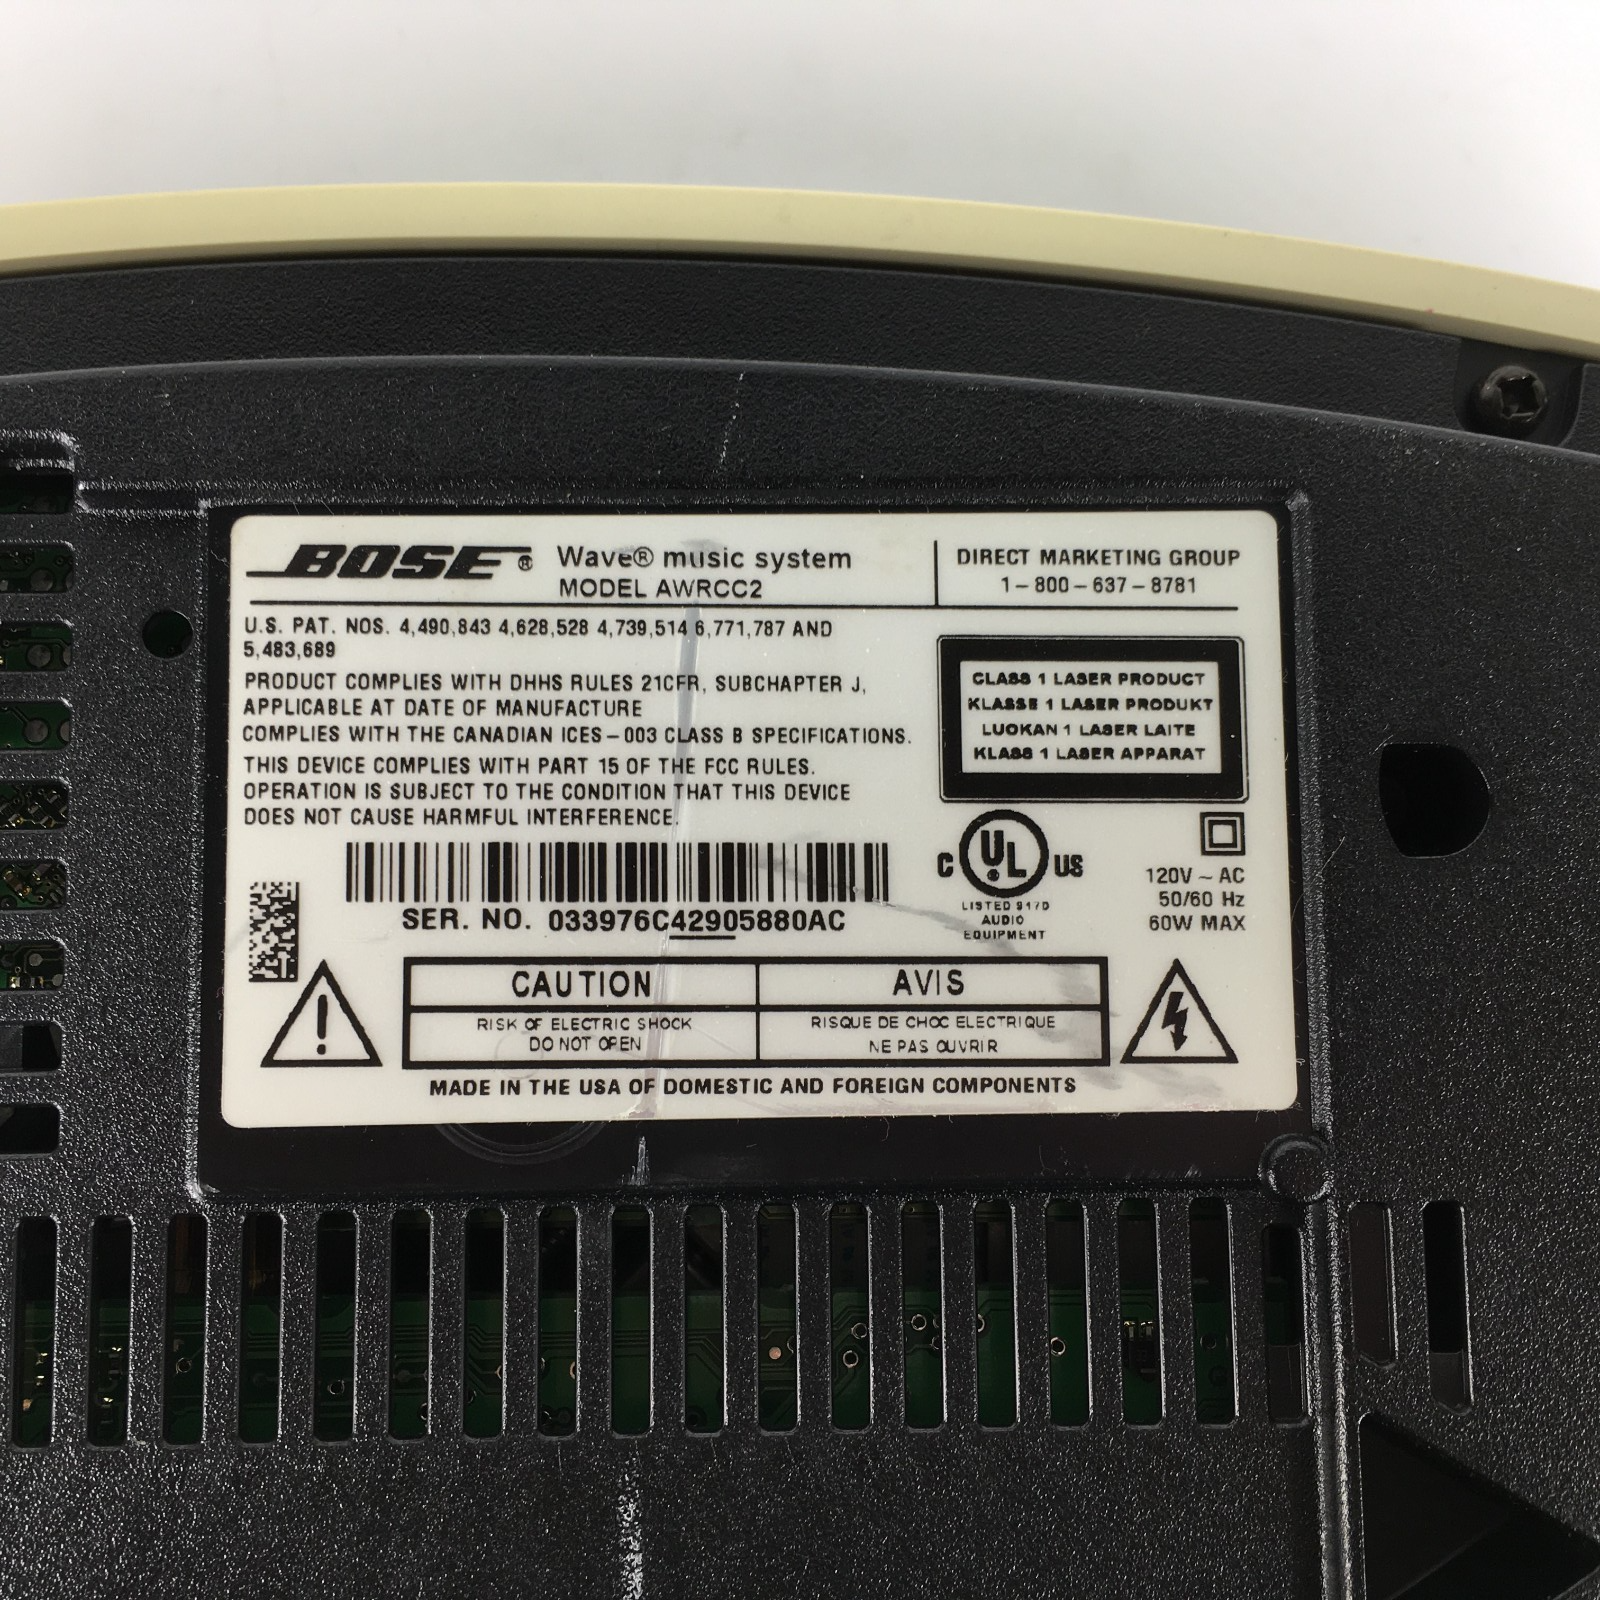 BOSE® Wave® music system
MODEL AWRCC2
DIRECT MARKETING GROUP
1-800-637-8781
U.S. PAT. NOS. 4,490,843 4,628,528 4,739,514 6,771,787 AND
5,483,689
PRODUCT COMPLIES WITH DHHS RULES 21CFR, SUBCHAPTER J,
APPLICABLE AT DATE OF MANUFACTURE
COMPLIES WITH THE CANADIAN ICES-003 CLASS B SPECIFICATIONS.
THIS DEVICE COMPLIES WITH PART 15 OF THE FCC RULES.
OPERATION IS SUBJECT TO THE CONDITION THAT THIS DEVICE
DOES NOT CAUSE HARMFUL INTERFERENCE.
CLASS 1 LASER PRODUCT
KLASSE 1 LASER PRODUKT
LUOKAN 1 LASER LAITE
KLASS 1 LASER APPARAT
C UL US
LISTED 917D
AUDIO
EQUIPMENT
120V ~ AC
50/60 Hz
60W MAX
SER. NO. 033976C42905880AC
CAUTION
RISK OF ELECTRIC SHOCK
DO NOT OPEN
AVIS
RISQUE DE CHOC ELECTRIQUE
NE PAS OUVRIR
MADE IN THE USA OF DOMESTIC AND FOREIGN COMPONENTS